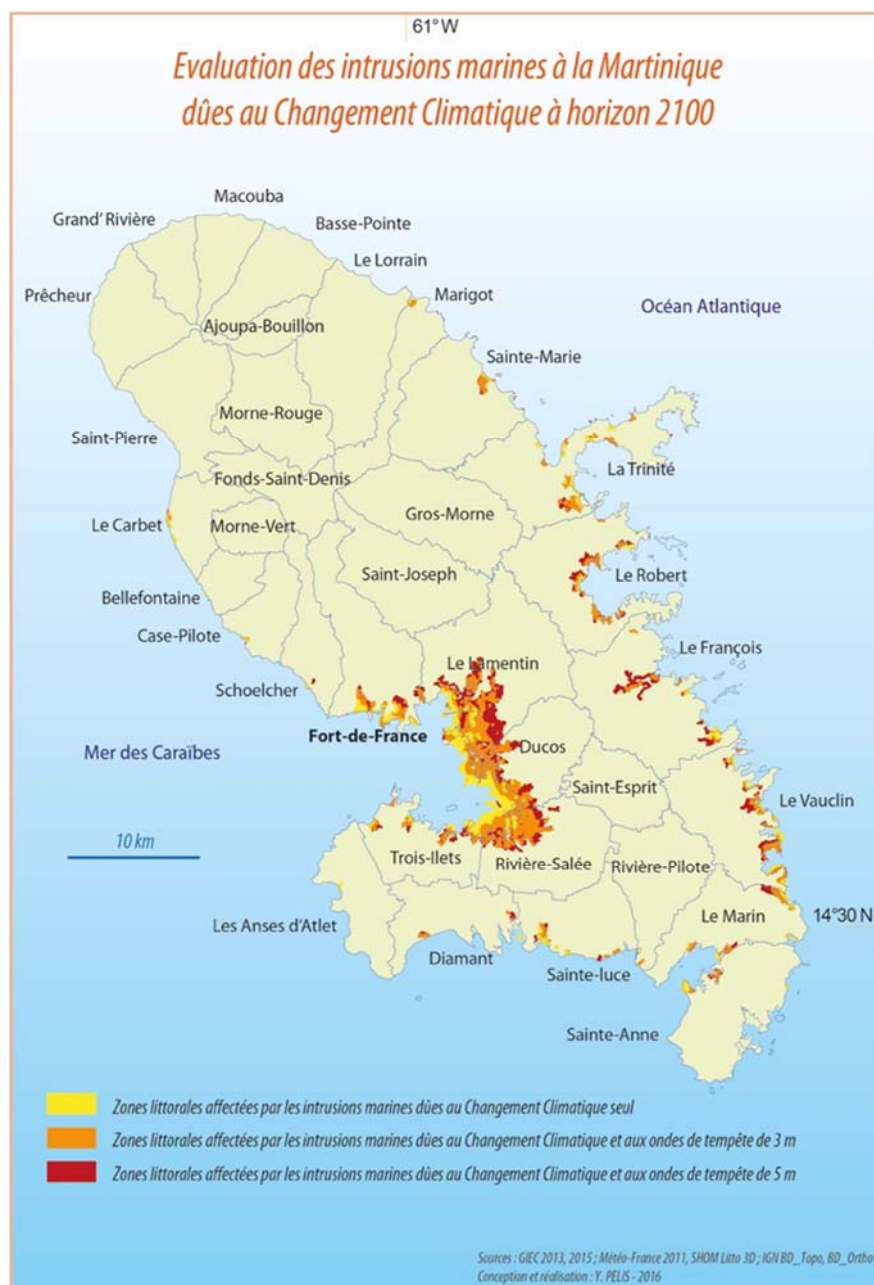 61° W
Evaluation des intrusions marines à la Martinique
dûes au Changement Climatique à horizon 2100
Macouba
Grand' Rivière
Basse-Pointe
Le Lorrain
Prêcheur
Marigot
Océan Atlantique
Ajoupa-Bouillon
Sainte-Marie
Morne-Rouge
Saint-Pierre
La Trinité
Fonds-Saint-Denis
Gros-Morne
Le Carbet
Morne-Vert
Saint-Joseph
Le Robert
Bellefontaine
Case-Pilote
Le François
Le Lamentin
Schoelcher
Fort-de-France
Ducos
Mer des Caraïbes
Saint-Esprit
Le Vauclin
10 km
Trois-Ilets
Rivière-Salée
Rivière-Pilote
Le Marin
14°30 N
Les Anses d'Atlet
Diamant
Sainte-luce
Sainte-Anne
Zones littorales affectées par les intrusions marines dûes au Changement Climatique seul
Zones littorales affectées par les intrusions marines dûes au Changement Climatique et aux ondes de tempête de 3 m
Zones littorales affectées par les intrusions marines dûes au Changement Climatique et aux ondes de tempête de 5 m
Sources : GIEC 2013, 2015 ; Météo-France 2011, SHOM Litto 3D ; IGN BD_Topo, BD_Ortho
Conception et réalisation : Y. PELIS - 2016